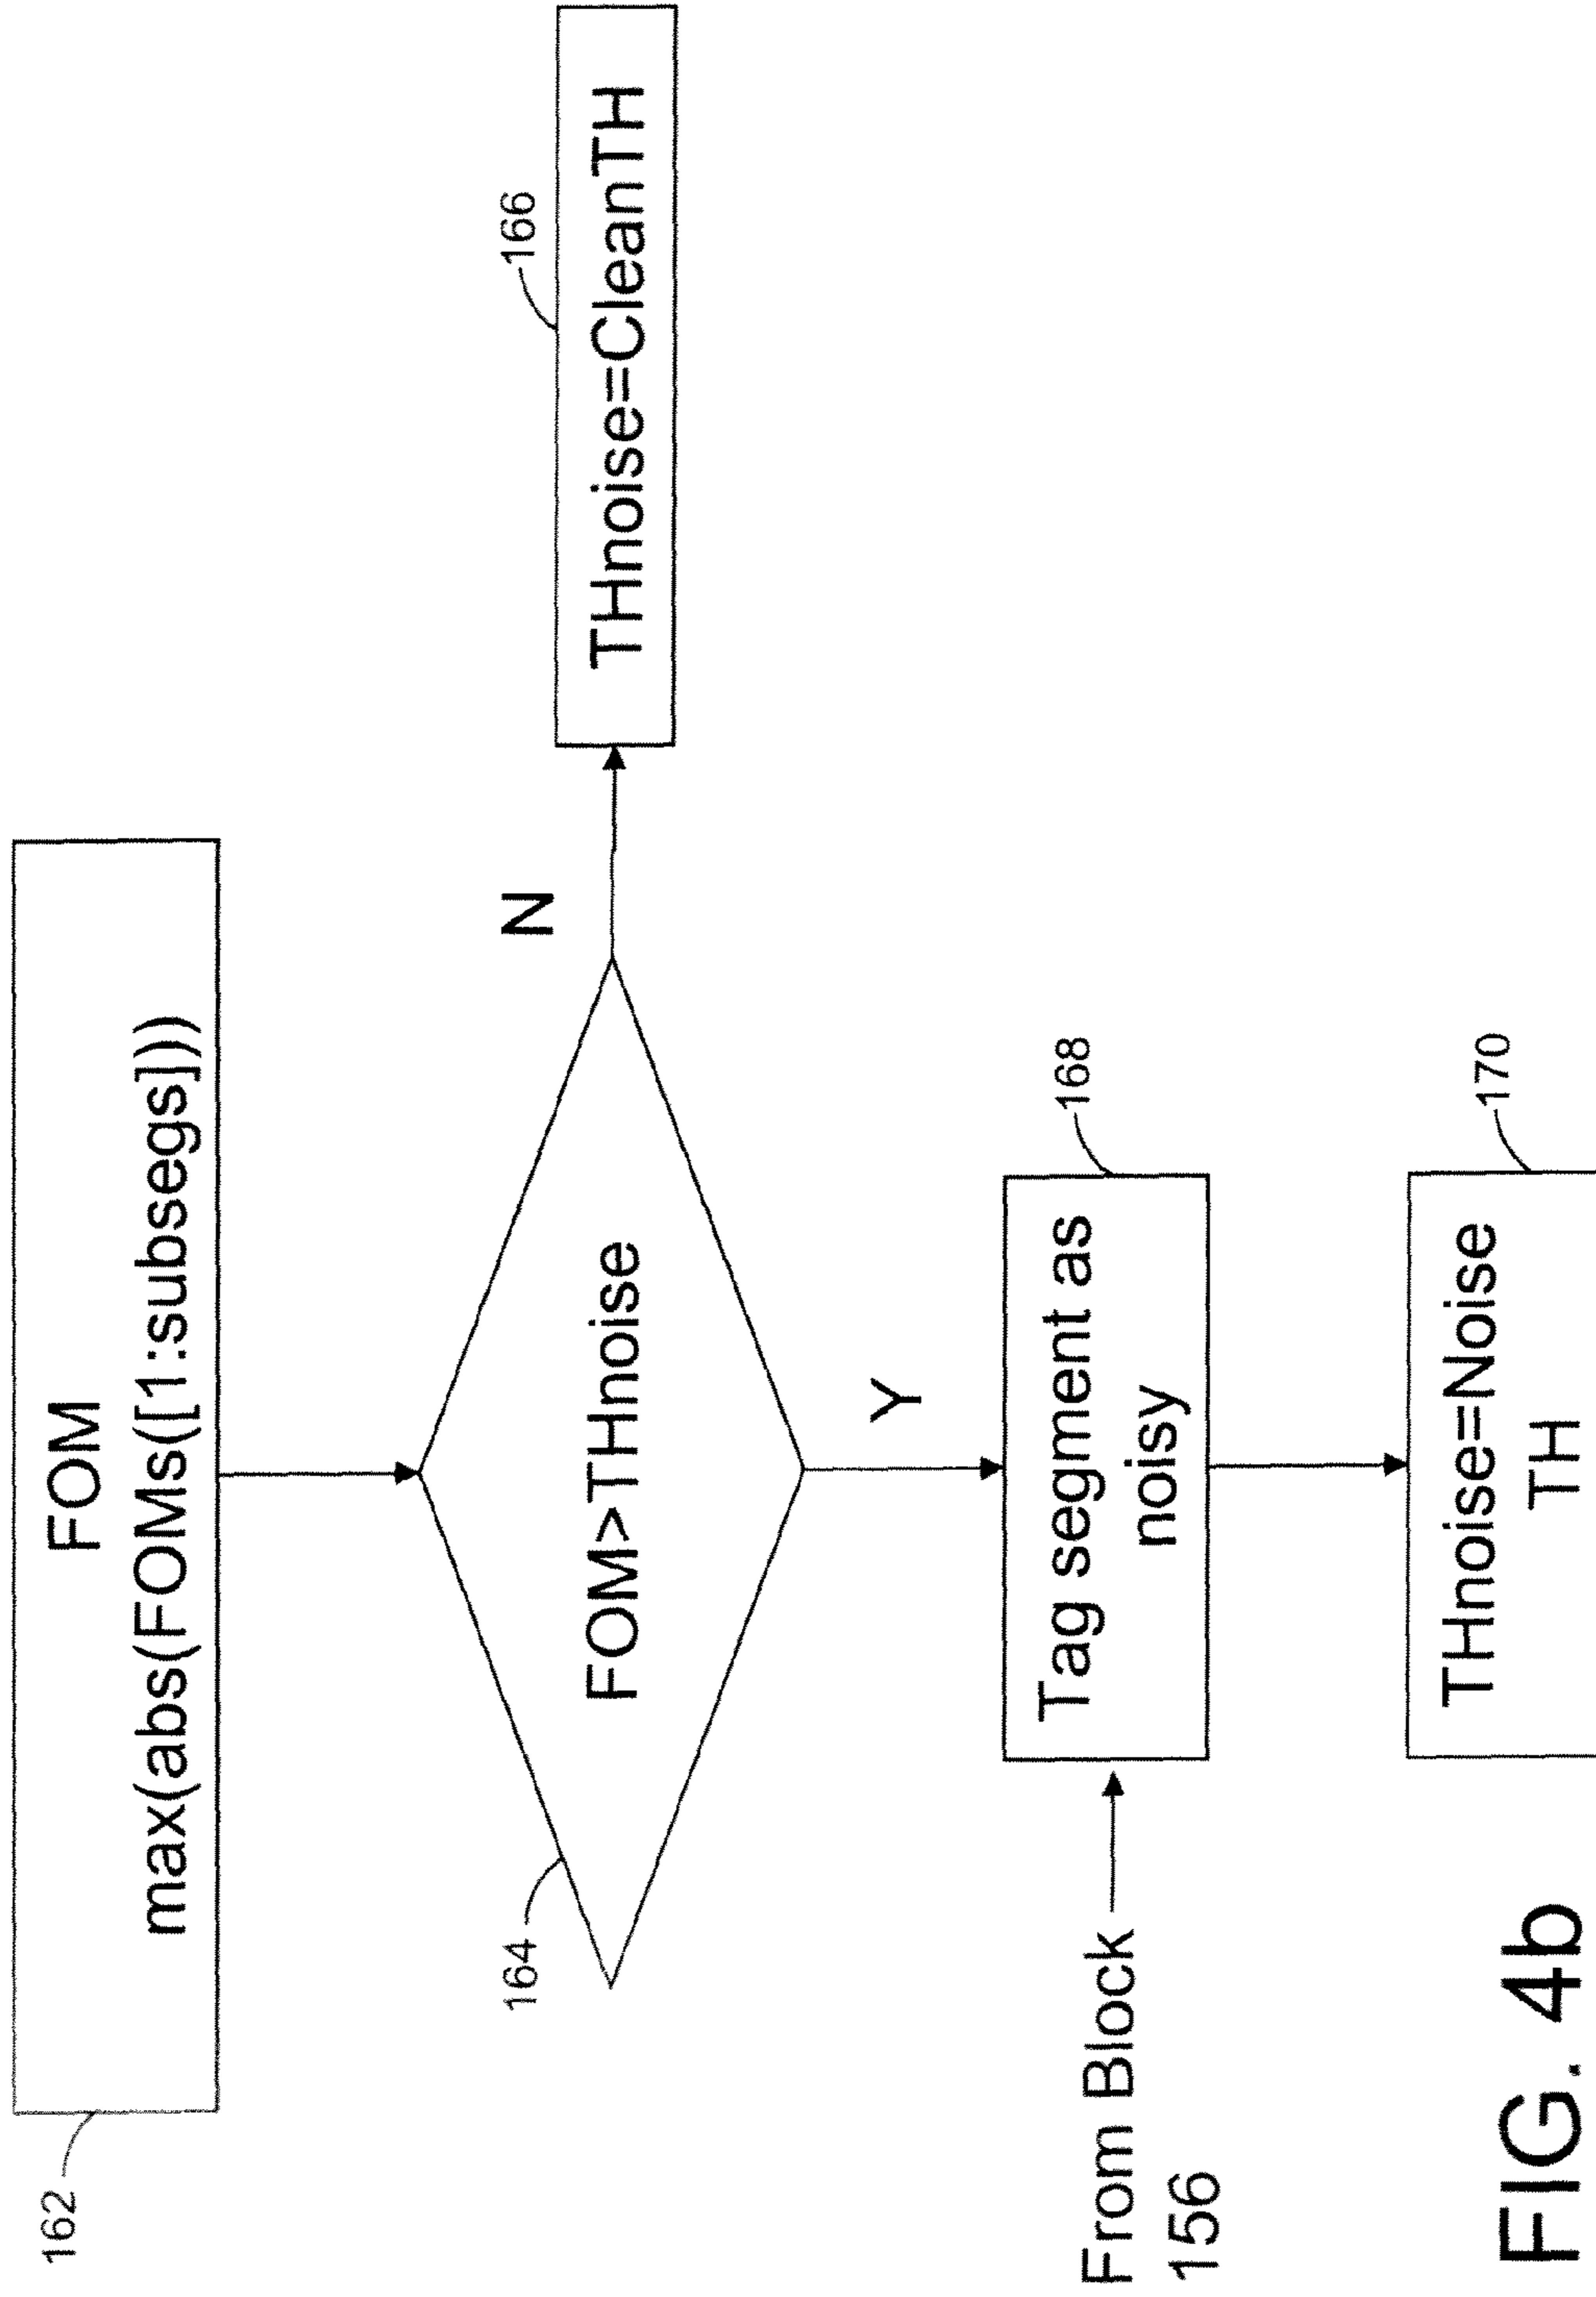 162
FOM
max(abs(FOMs([1:subsegs]))
164
FOM>THnoise
N
166
THnoise=CleanTH
Y
From Block
156
Tag segment as
noisy
168
THnoise=Noise
TH
170
FIG. 4b